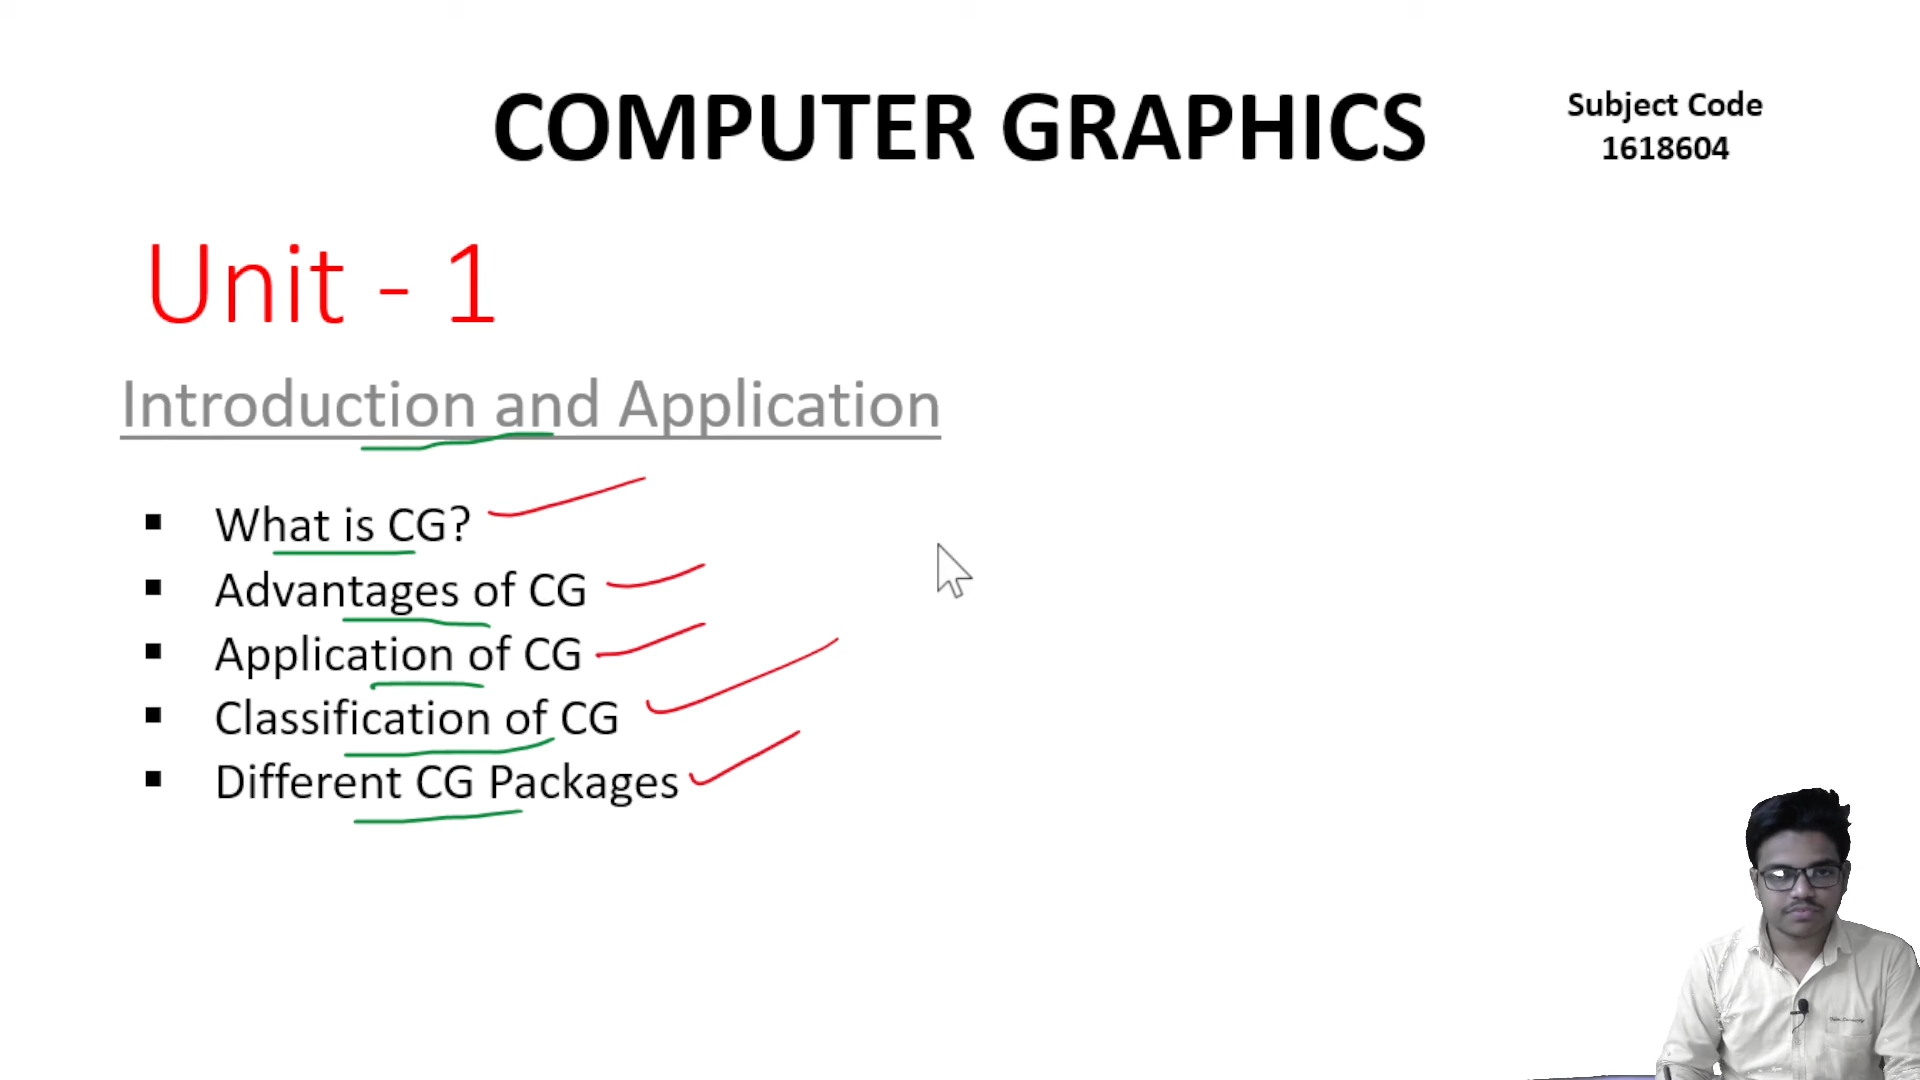 COMPUTER GRAPHICS
Subject Code
1618604
Unit - 1
Introduction and Application
▪ What is CG?
▪ Advantages of CG
▪ Application of CG
▪ Classification of CG
▪ Different CG Packages